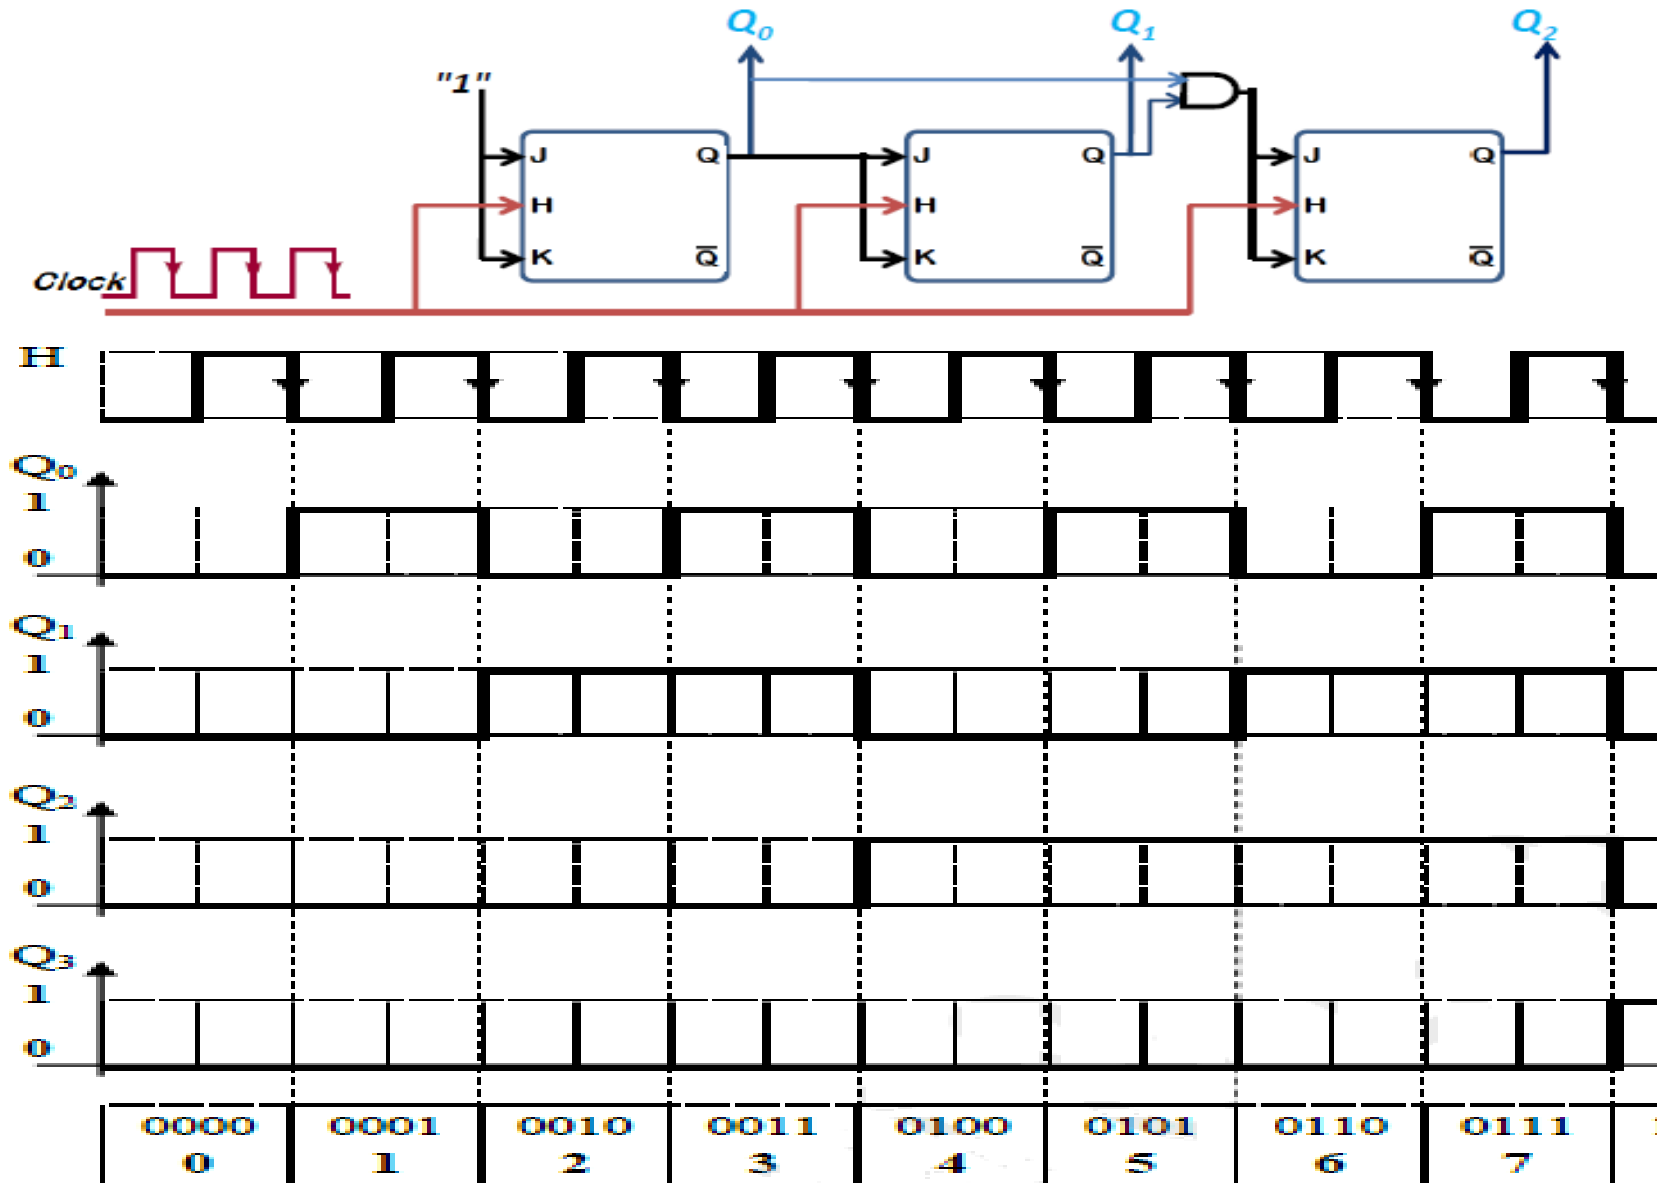 Q0 Q1 Q2
"1"
J Q J Q J Q
H H H
K Q̅ K Q̅ K Q̅
Clock
H
Q0
1
0
Q1
1
0
Q2
1
0
Q3
1
0
0000 0001 0010 0011 0100 0101 0110 0111
0 1 2 3 4 5 6 7